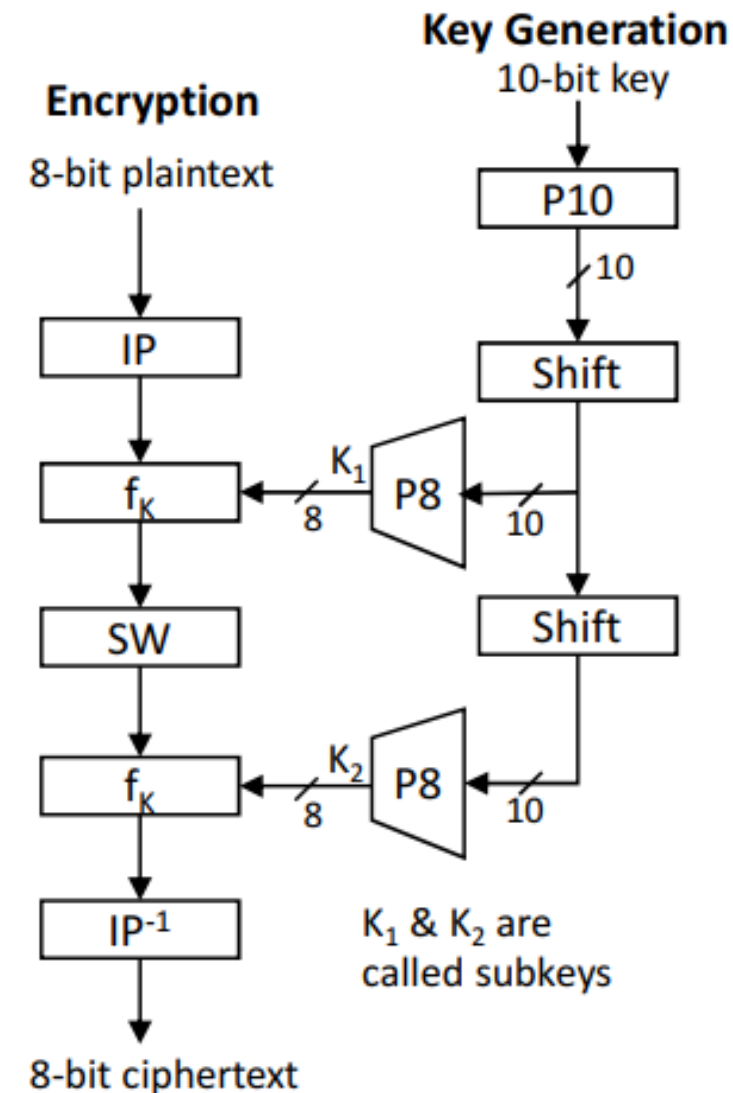 Key Generation
10-bit key
Encryption
8-bit plaintext
P10
10
IP
Shift
K₁
fK
8
P8
10
SW
Shift
K₂
fK
8
P8
10
IP⁻¹
K₁ & K₂ are
called subkeys
8-bit ciphertext